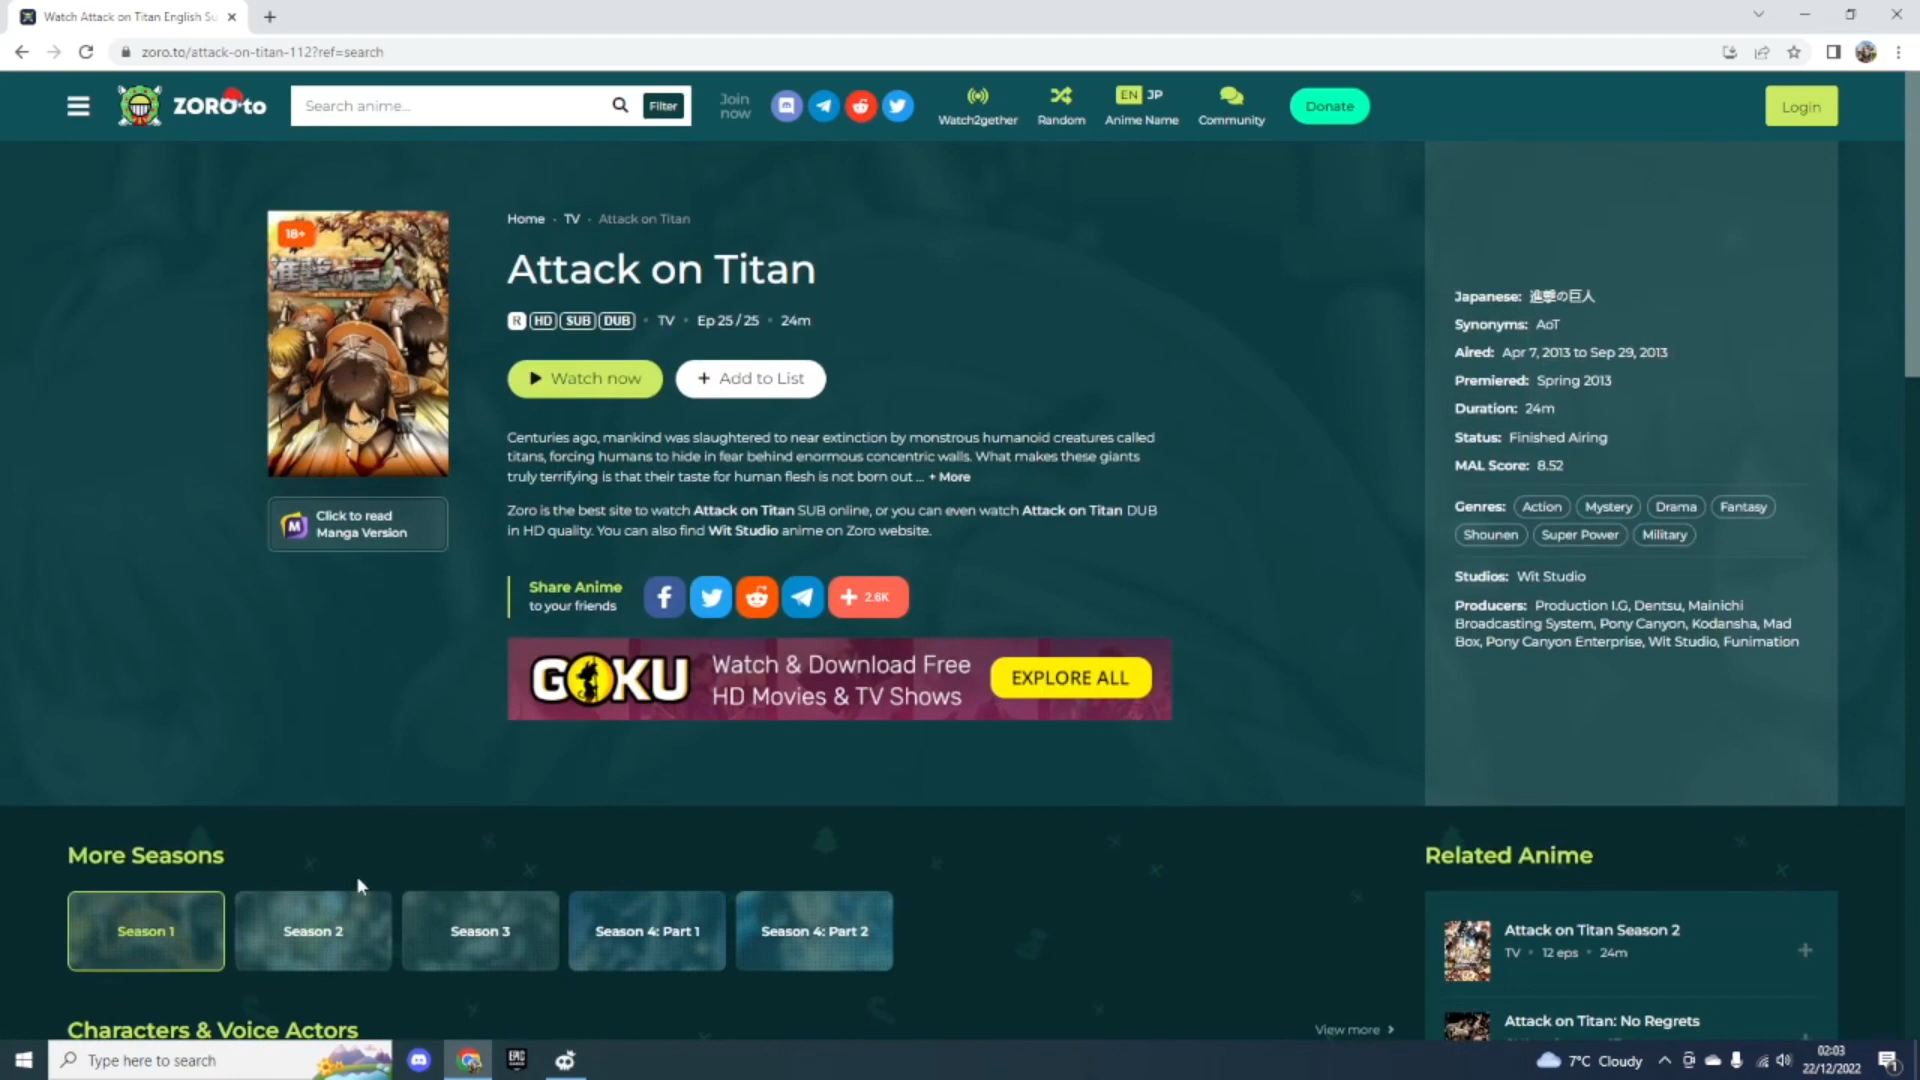 Watch Attack on Titan English Su
zoro.to/attack-on-titan-112?ref=search
ZORO.to
Search anime...
Filter
Join
now
Watch2gether
Random
EN JP
Anime Name
Community
Donate
Login
18+
進撃の巨人
Click to read
Manga Version
Home • TV • Attack on Titan
Attack on Titan
R HD SUB DUB • TV • Ep 25 / 25 • 24m
Watch now
+ Add to List
Centuries ago, mankind was slaughtered to near extinction by monstrous humanoid creatures called
titans, forcing humans to hide in fear behind enormous concentric walls. What makes these giants
truly terrifying is that their taste for human flesh is not born out ... + More
Zoro is the best site to watch Attack on Titan SUB online, or you can even watch Attack on Titan DUB
in HD quality. You can also find Wit Studio anime on Zoro website.
Share Anime
to your friends
2.6K
GOKU
Watch & Download Free
HD Movies & TV Shows
EXPLORE ALL
Japanese: 進撃の巨人
Synonyms: AoT
Aired: Apr 7, 2013 to Sep 29, 2013
Premiered: Spring 2013
Duration: 24m
Status: Finished Airing
MAL Score: 8.52
Genres: Action Mystery Drama Fantasy
Shounen Super Power Military
Studios: Wit Studio
Producers: Production I.G, Dentsu, Mainichi
Broadcasting System, Pony Canyon, Kodansha, Mad
Box, Pony Canyon Enterprise, Wit Studio, Funimation
More Seasons
Season 1
Season 2
Season 3
Season 4: Part 1
Season 4: Part 2
Related Anime
Attack on Titan Season 2
TV • 12 eps • 24m
Attack on Titan: No Regrets
Characters & Voice Actors
View more
Type here to search
EPIC
7°C Cloudy
02:03
22/12/2022
1